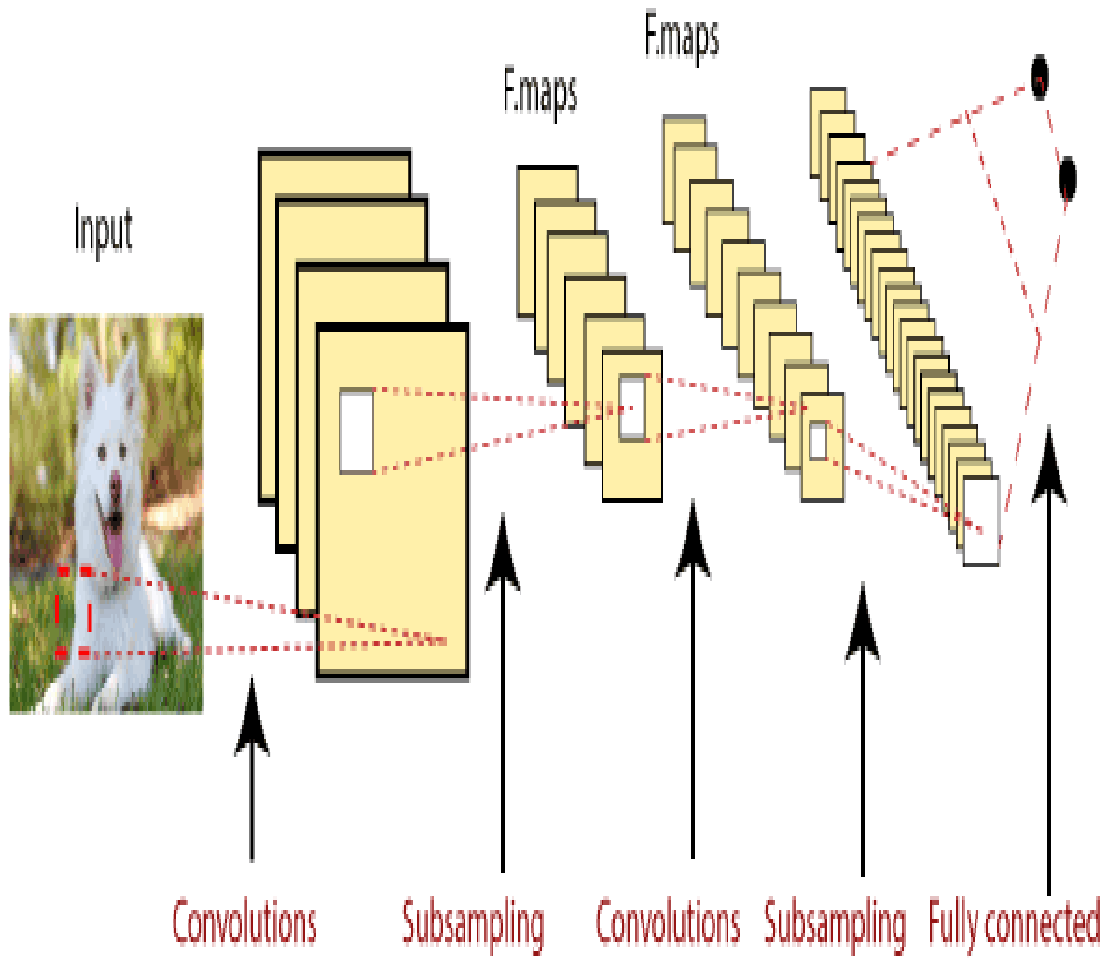 F.maps
F.maps
Input
Convolutions
Subsampling
Convolutions
Subsampling
Fully connected